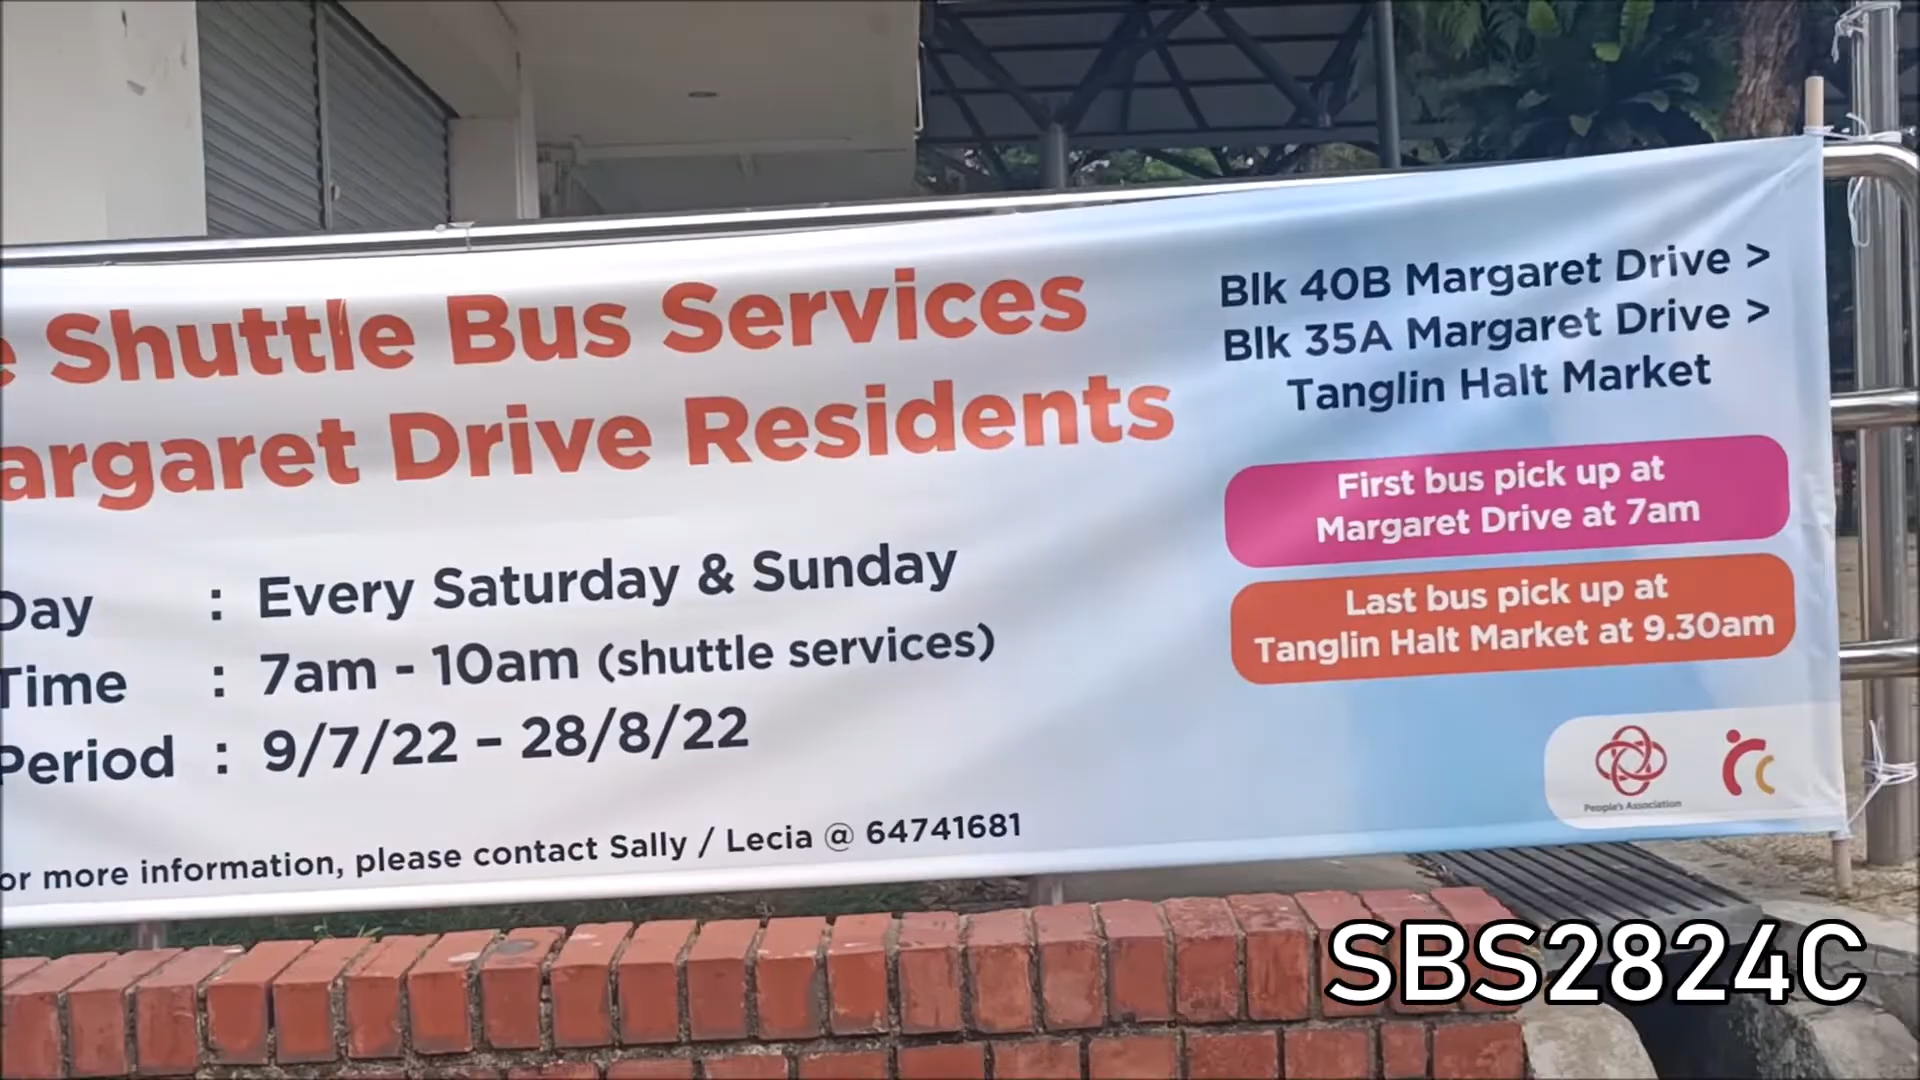 e Shuttle Bus Services
argaret Drive Residents
Day : Every Saturday & Sunday
Time : 7am - 10am (shuttle services)
Period : 9/7/22 - 28/8/22
or more information, please contact Sally / Lecia @ 64741681
Blk 40B Margaret Drive >
Blk 35A Margaret Drive >
Tanglin Halt Market
First bus pick up at
Margaret Drive at 7am
Last bus pick up at
Tanglin Halt Market at 9.30am
People's Association
SBS2824C